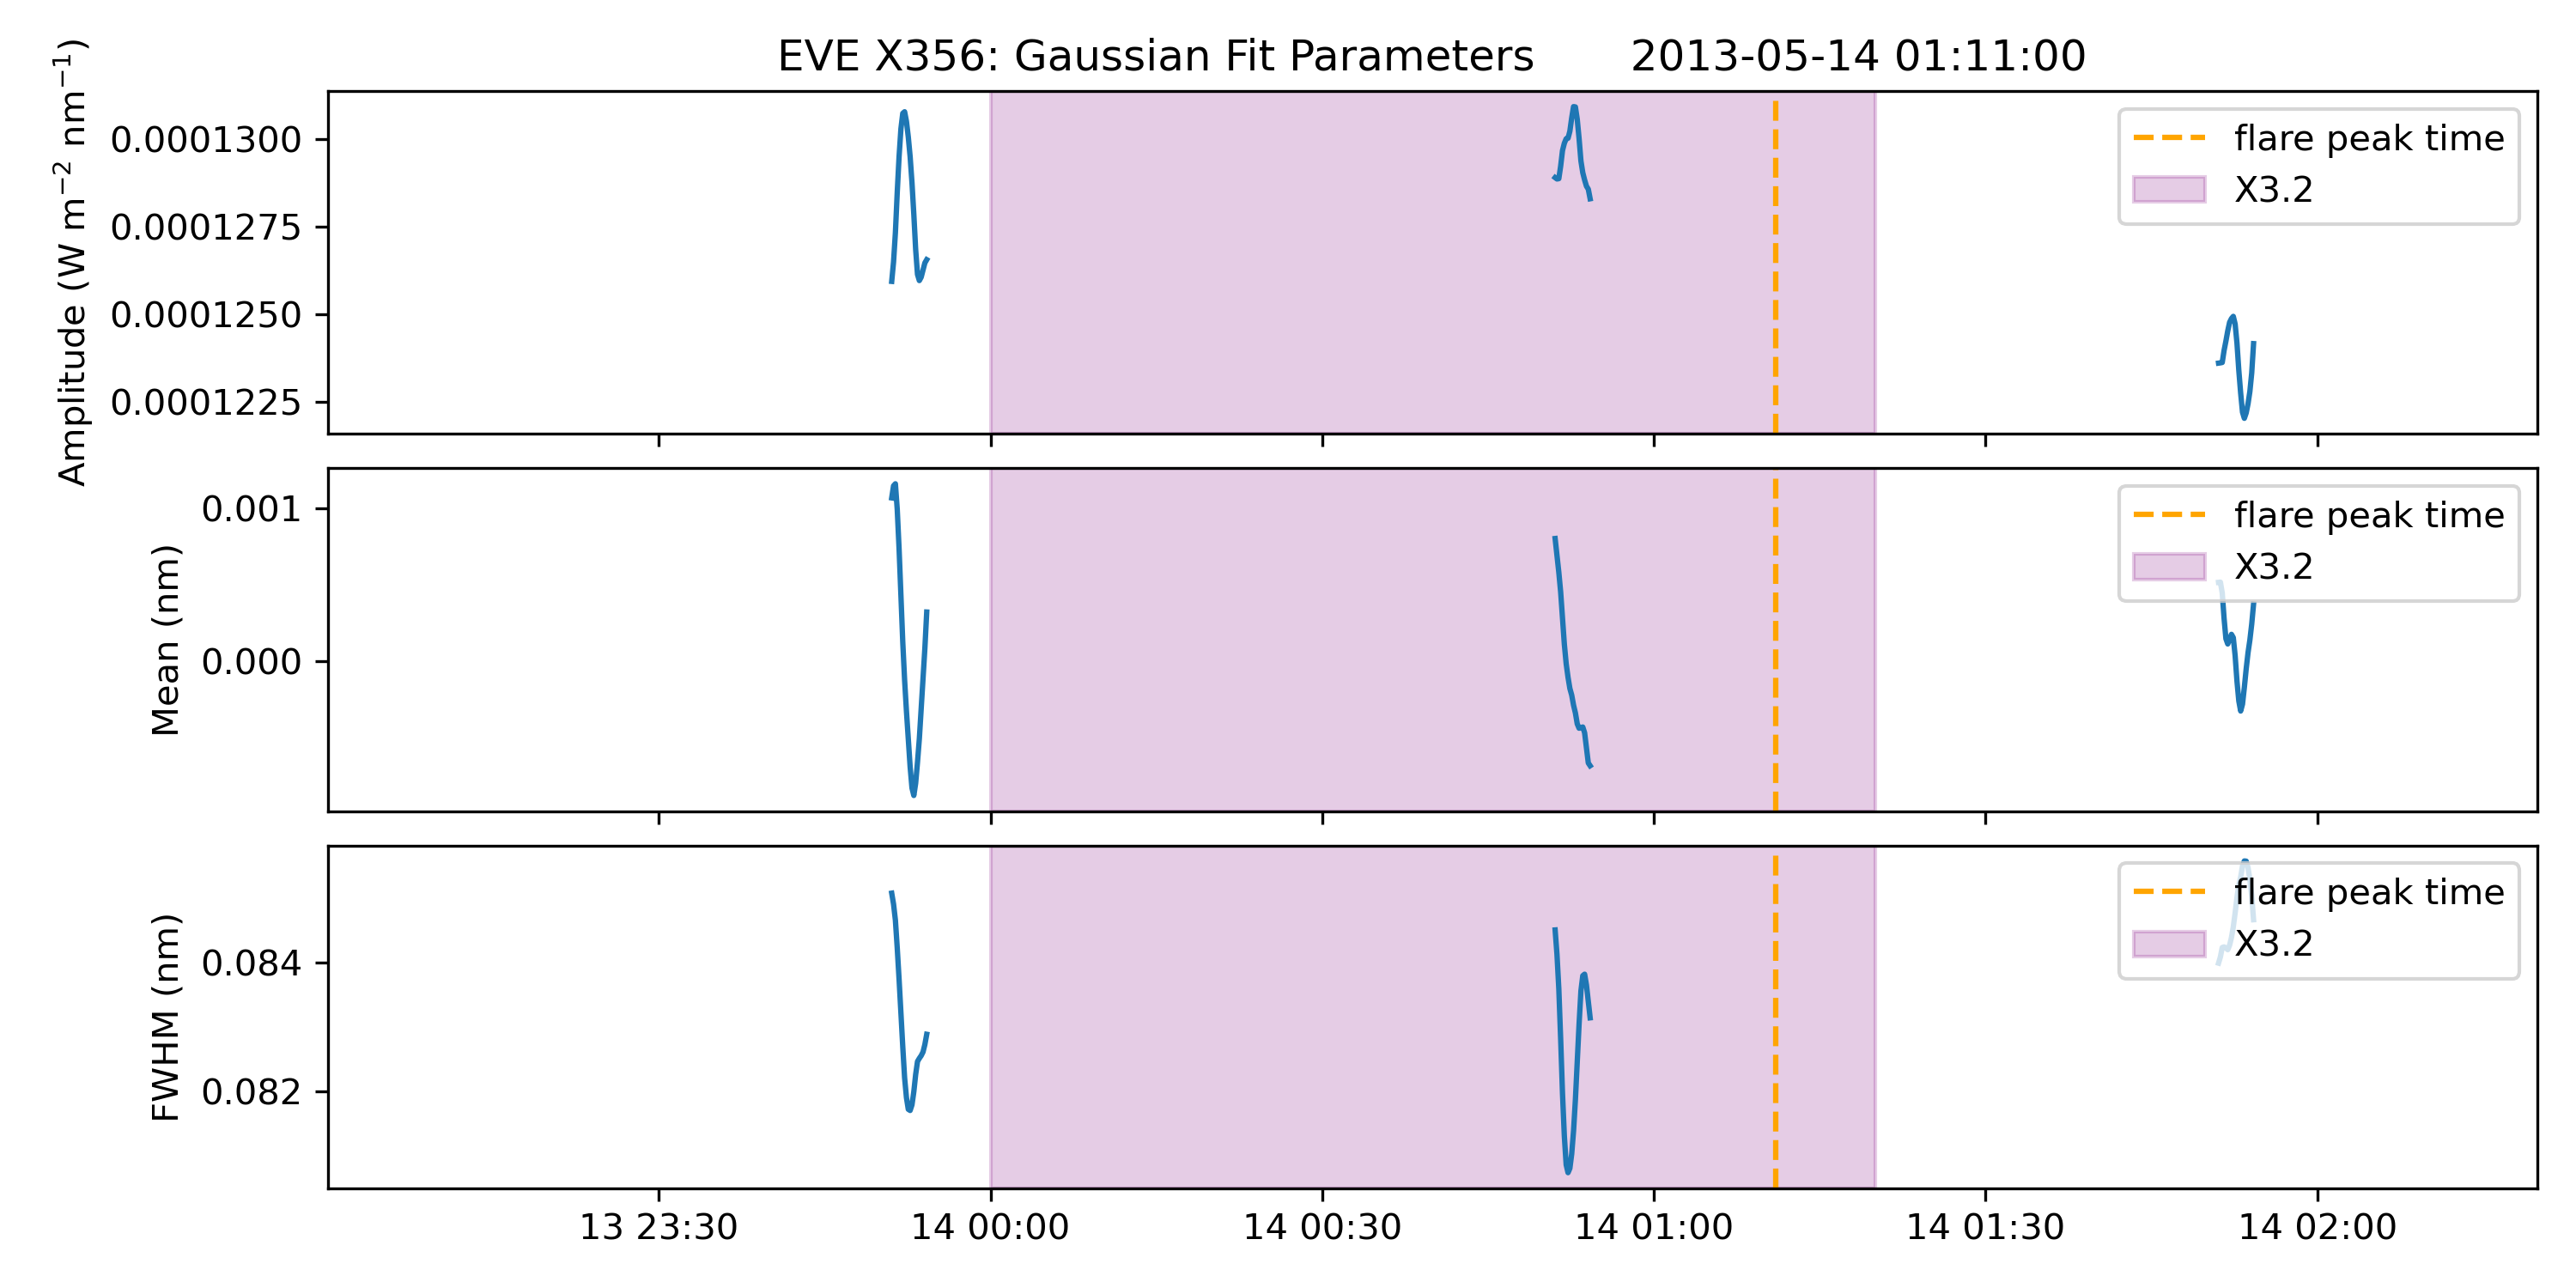 EVE X356: Gaussian Fit Parameters 2013-05-14 01:11:00
Amplitude (W m⁻² nm⁻¹)
0.0001300
0.0001275
0.0001250
0.0001225
flare peak time
X3.2
Mean (nm)
0.001
0.000
flare peak time
X3.2
FWHM (nm)
0.084
0.082
flare peak time
X3.2
13 23:30 14 00:00 14 00:30 14 01:00 14 01:30 14 02:00